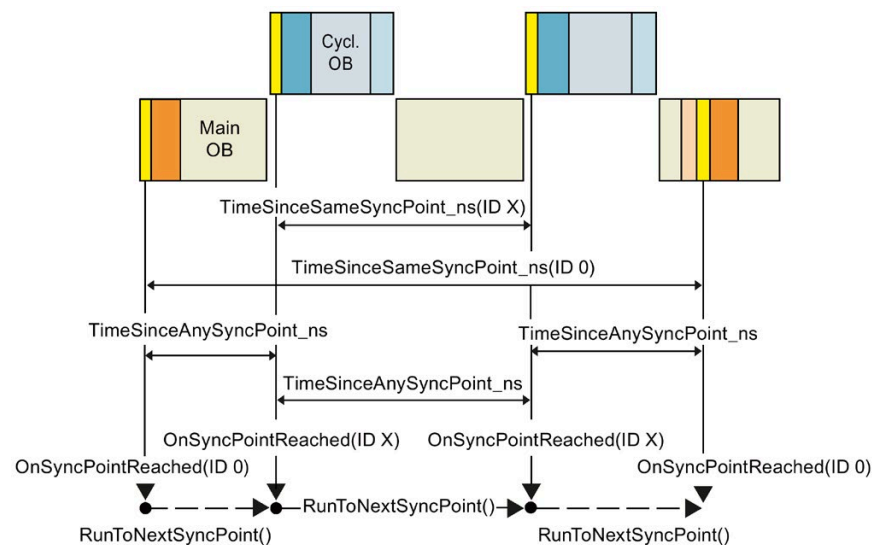 Cycl.
OB
Main
OB
TimeSinceSameSyncPoint_ns(ID X)
TimeSinceSameSyncPoint_ns(ID 0)
TimeSinceAnySyncPoint_ns
TimeSinceAnySyncPoint_ns
TimeSinceAnySyncPoint_ns
OnSyncPointReached(ID X)
OnSyncPointReached(ID X)
OnSyncPointReached(ID 0)
OnSyncPointReached(ID 0)
RunToNextSyncPoint()
RunToNextSyncPoint()
RunToNextSyncPoint()